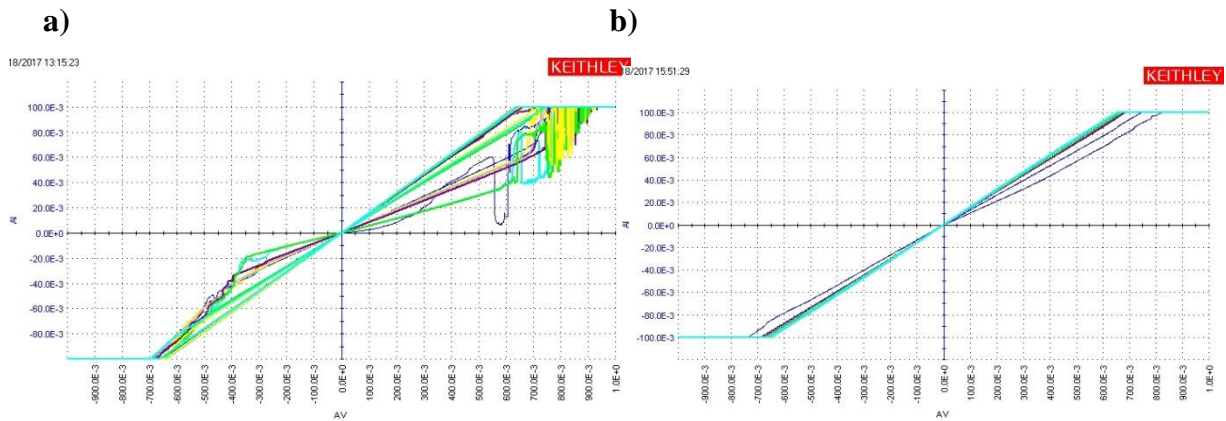 a)
18/2017 13:15:23
KEITHLEY
100.0E-3
80.0E-3
60.0E-3
40.0E-3
20.0E-3
0.0E+0
-20.0E-3
-40.0E-3
-60.0E-3
-80.0E-3
AI
-900.0E-3
-800.0E-3
-700.0E-3
-600.0E-3
-500.0E-3
-400.0E-3
-300.0E-3
-200.0E-3
-100.0E-3
0.0E+0
100.0E-3
200.0E-3
300.0E-3
400.0E-3
500.0E-3
600.0E-3
700.0E-3
800.0E-3
900.0E-3
1.0E+0
AV
b)
8/2017 15:51:29
KEITHLEY
100.0E-3
80.0E-3
60.0E-3
40.0E-3
20.0E-3
0.0E+0
-20.0E-3
-40.0E-3
-60.0E-3
-80.0E-3
-100.0E-3
AI
-900.0E-3
-800.0E-3
-700.0E-3
-600.0E-3
-500.0E-3
-400.0E-3
-300.0E-3
-200.0E-3
-100.0E-3
0.0E+0
100.0E-3
200.0E-3
300.0E-3
400.0E-3
500.0E-3
600.0E-3
700.0E-3
800.0E-3
900.0E-3
1.0E+0
AV